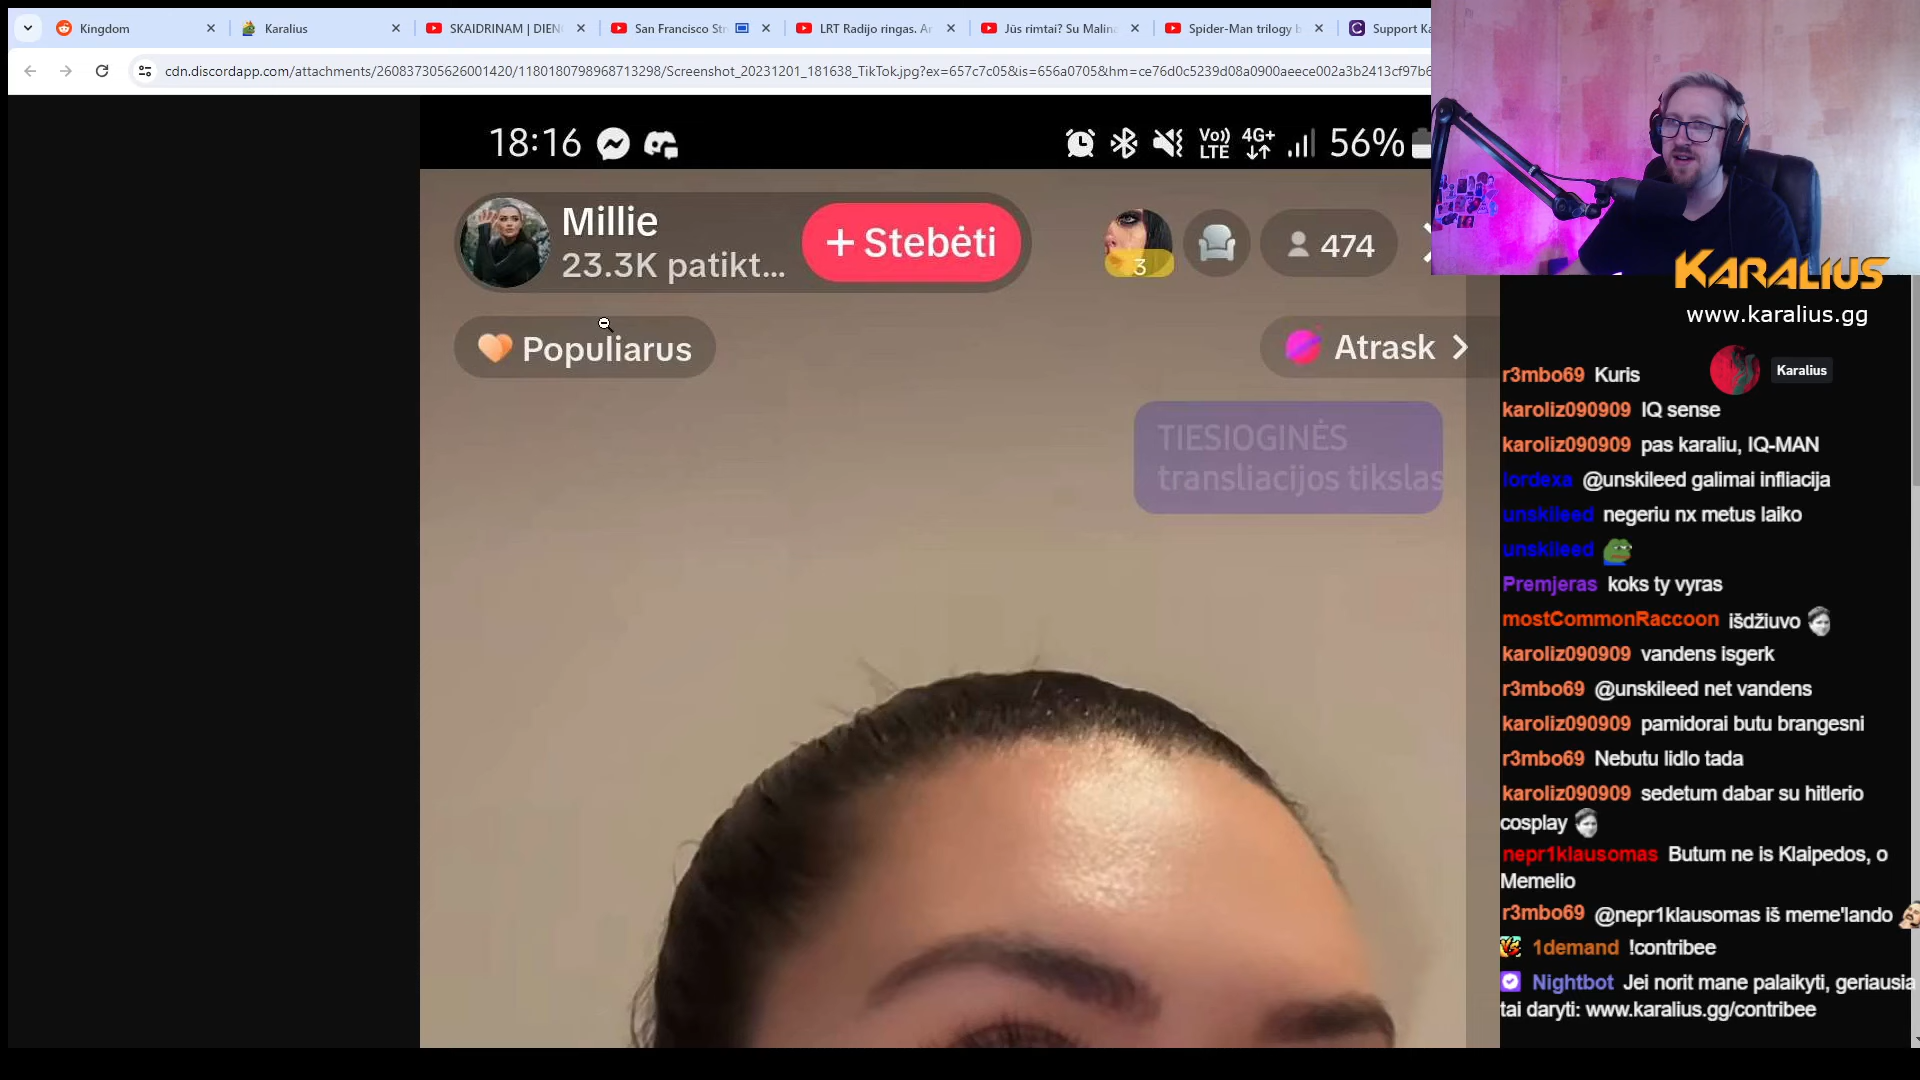 Kingdom
Karalius
SKAIDRINAM | DIEN
San Francisco Str
LRT Radijo ringas. Ar
Jūs rimtai? Su Malina
Spider-Man trilogy b
Support Ka
cdn.discordapp.com/attachments/260837305626001420/1180180798968713298/Screenshot_20231201_181638_TikTok.jpg?ex=657c7c05&is=656a0705&hm=ce76d0c5239d08a0900aeece002a3b2413cf97b6
18:16
Vo))
LTE
4G+
56%
Millie
23.3K patikt...
+ Stebėti
3
474
Populiarus
Atrask
TIESIOGINĖS
transliacijos tikslas
KARALIUS
www.karalius.gg
Karalius
r3mbo69 Kuris
karoliz090909 IQ sense
karoliz090909 pas karaliu, IQ-MAN
lordexa @unskileed galimai infliacija
unskileed negeriu nx metus laiko
unskileed
Premjeras koks ty vyras
mostCommonRaccoon išdžiuvo
karoliz090909 vandens isgerk
r3mbo69 @unskileed net vandens
karoliz090909 pamidorai butu brangesni
r3mbo69 Nebutu lidlo tada
karoliz090909 sedetum dabar su hitlerio
cosplay
nepr1klausomas Butum ne is Klaipedos, o
Memelio
r3mbo69 @nepr1klausomas iš meme'lando
1demand !contribee
Nightbot Jei norit mane palaikyti, geriausia
tai daryti: www.karalius.gg/contribee